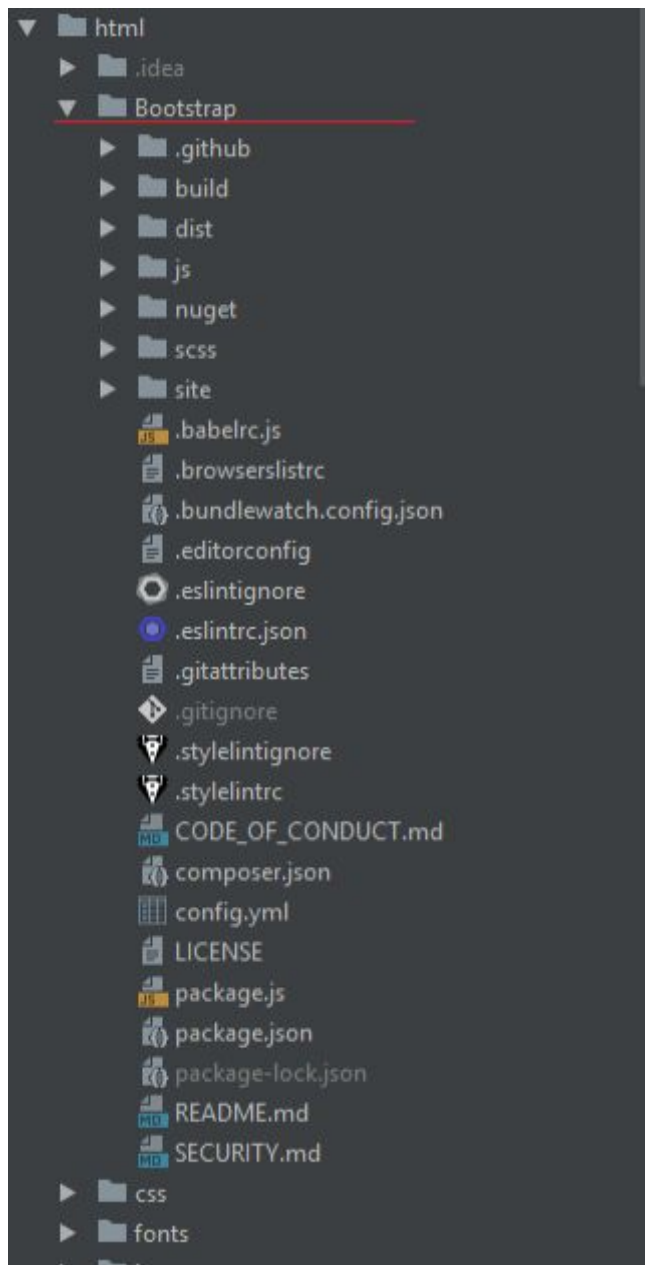 html
.idea
Bootstrap
.github
build
dist
js
nuget
scss
site
.babelrc.js
.browserslistrc
.bundlewatch.config.json
.editorconfig
.eslintignore
.eslintrc.json
.gitattributes
.gitignore
.stylelintignore
.stylelintrc
CODE_OF_CONDUCT.md
composer.json
config.yml
LICENSE
package.js
package.json
package-lock.json
README.md
SECURITY.md
css
fonts